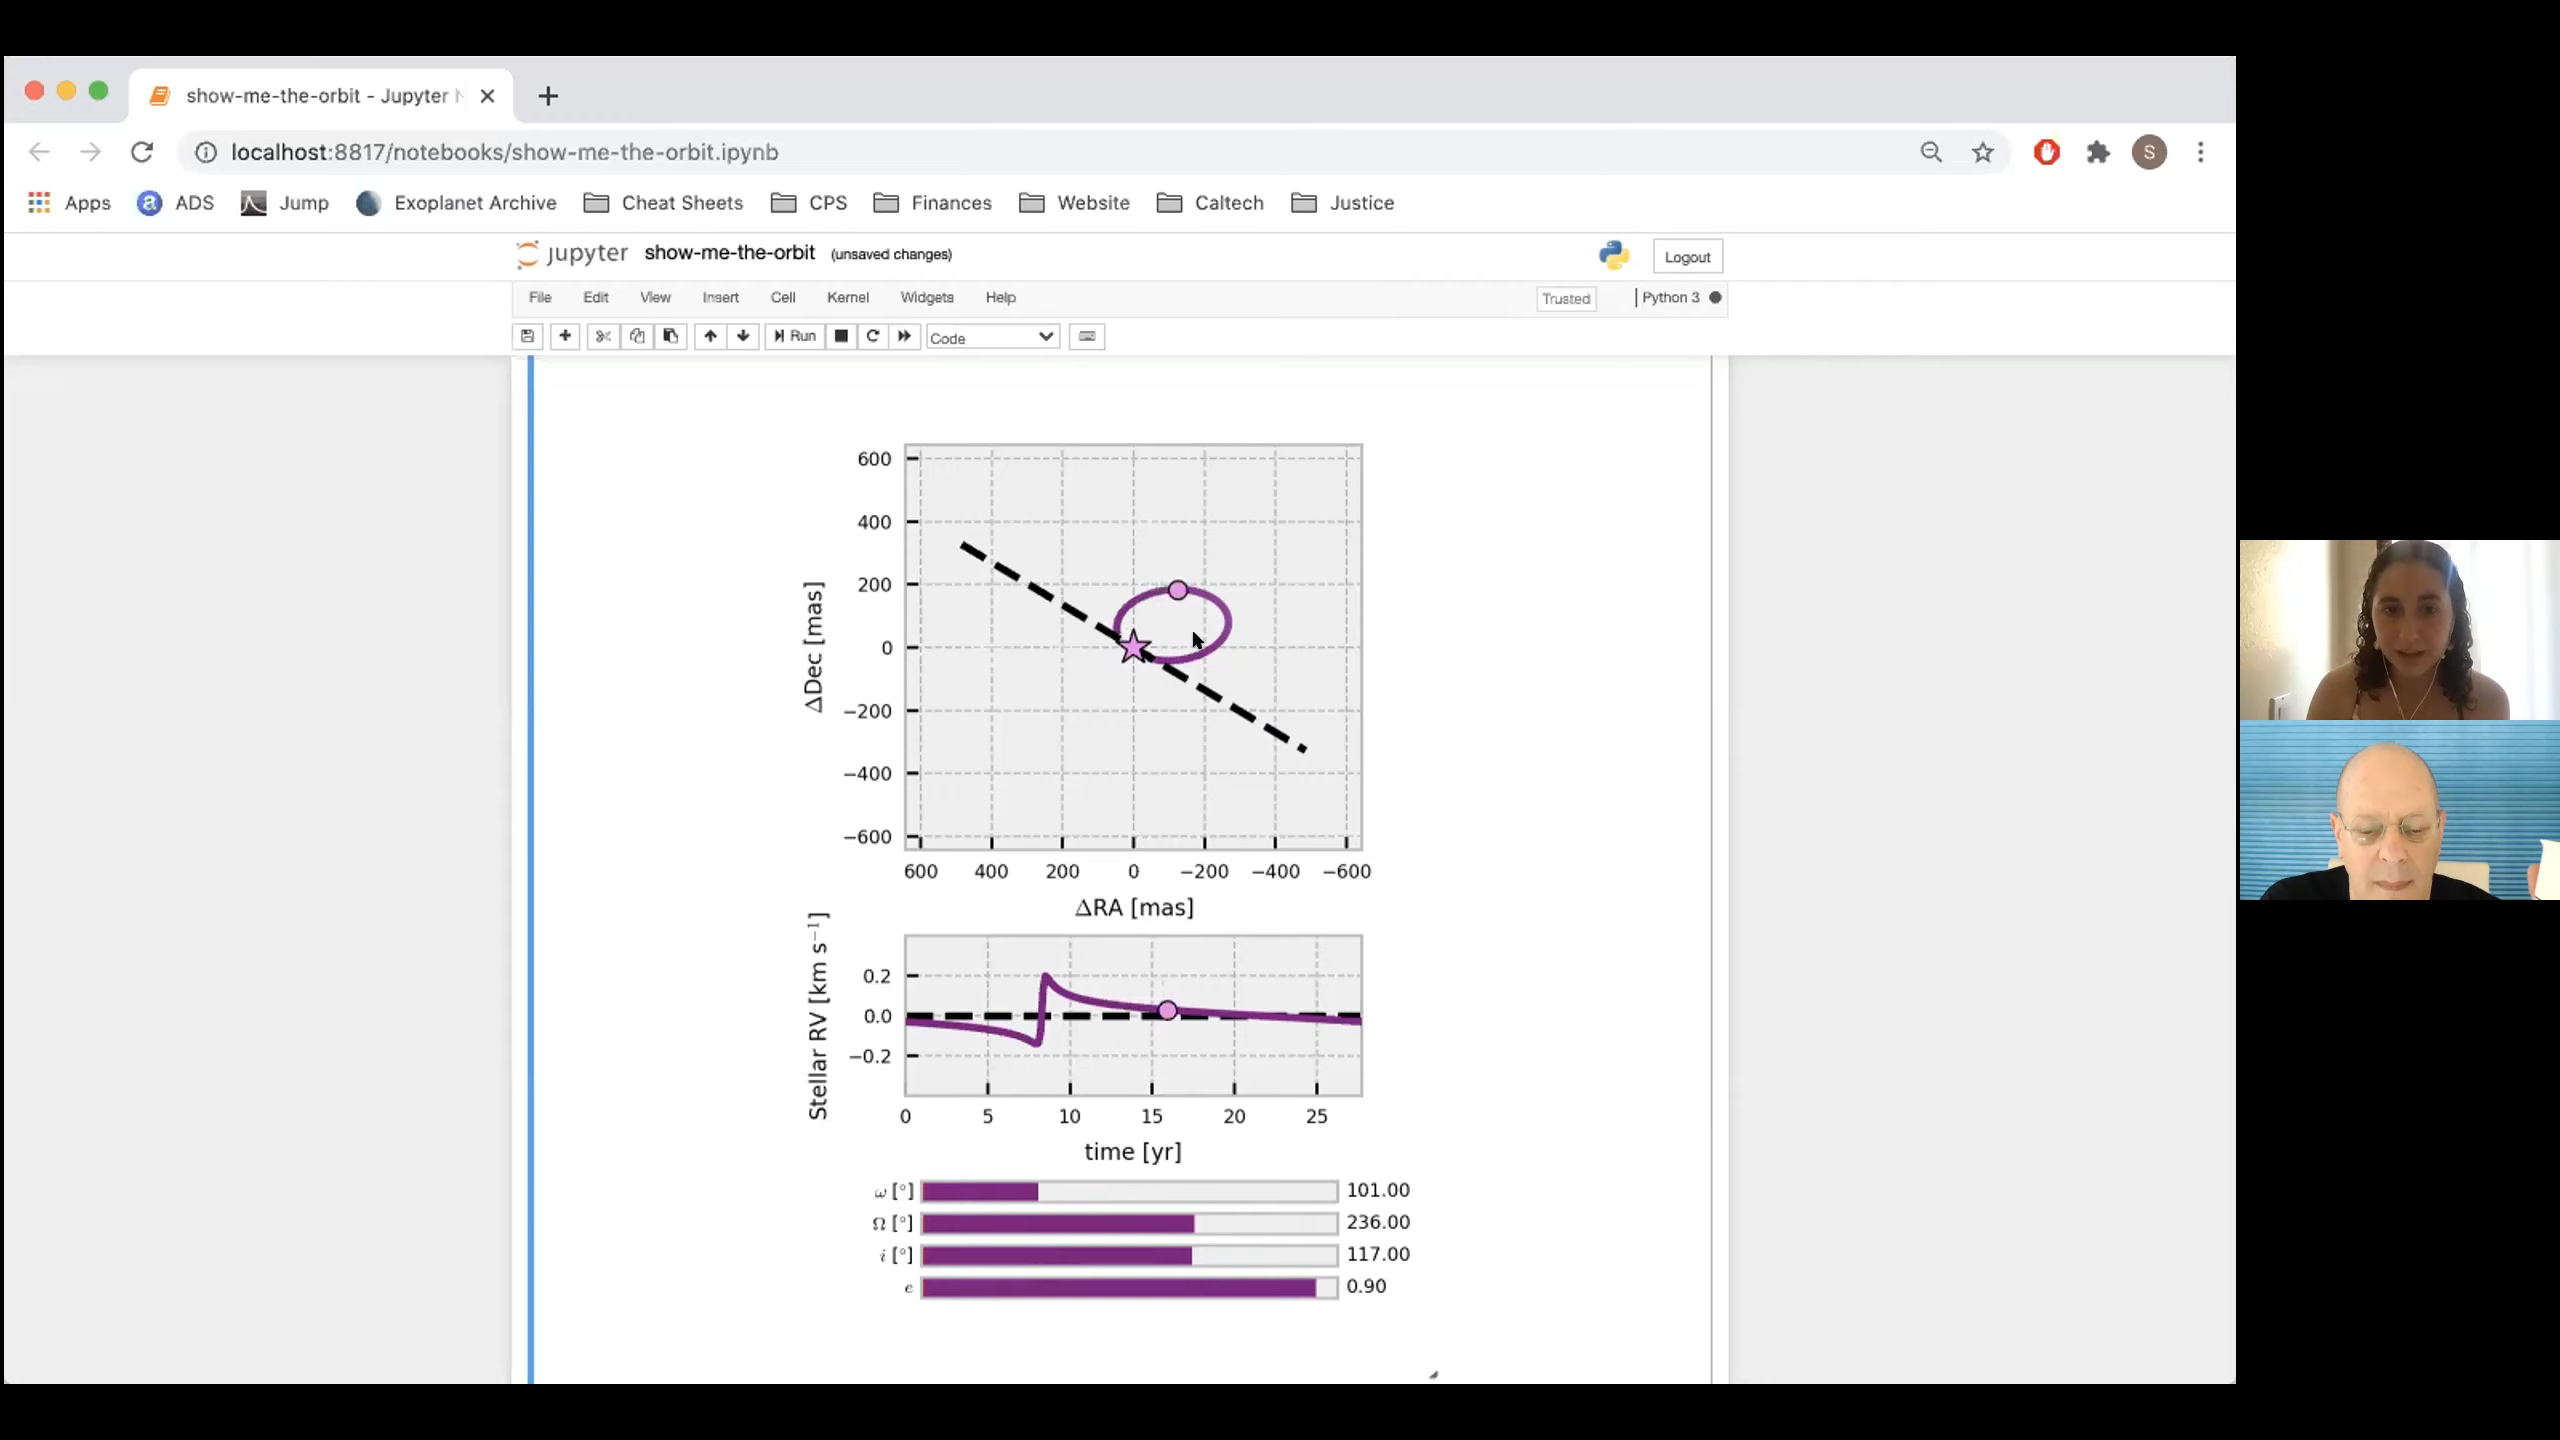 show-me-the-orbit - Jupyter N
localhost:8817/notebooks/show-me-the-orbit.ipynb
S
Apps
ADS
Jump
Exoplanet Archive
Cheat Sheets
CPS
Finances
Website
Caltech
Justice
jupyter show-me-the-orbit (unsaved changes)
Logout
File Edit View Insert Cell Kernel Widgets Help
Trusted
Python 3
Run
Code
600
400
200
0
−200
−400
−600
ΔDec [mas]
600 400 200 0 −200 −400 −600
ΔRA [mas]
Stellar RV [km s⁻¹]
0.2
0.0
−0.2
0 5 10 15 20 25
time [yr]
ω [°] 101.00
Ω [°] 236.00
i [°] 117.00
e 0.90